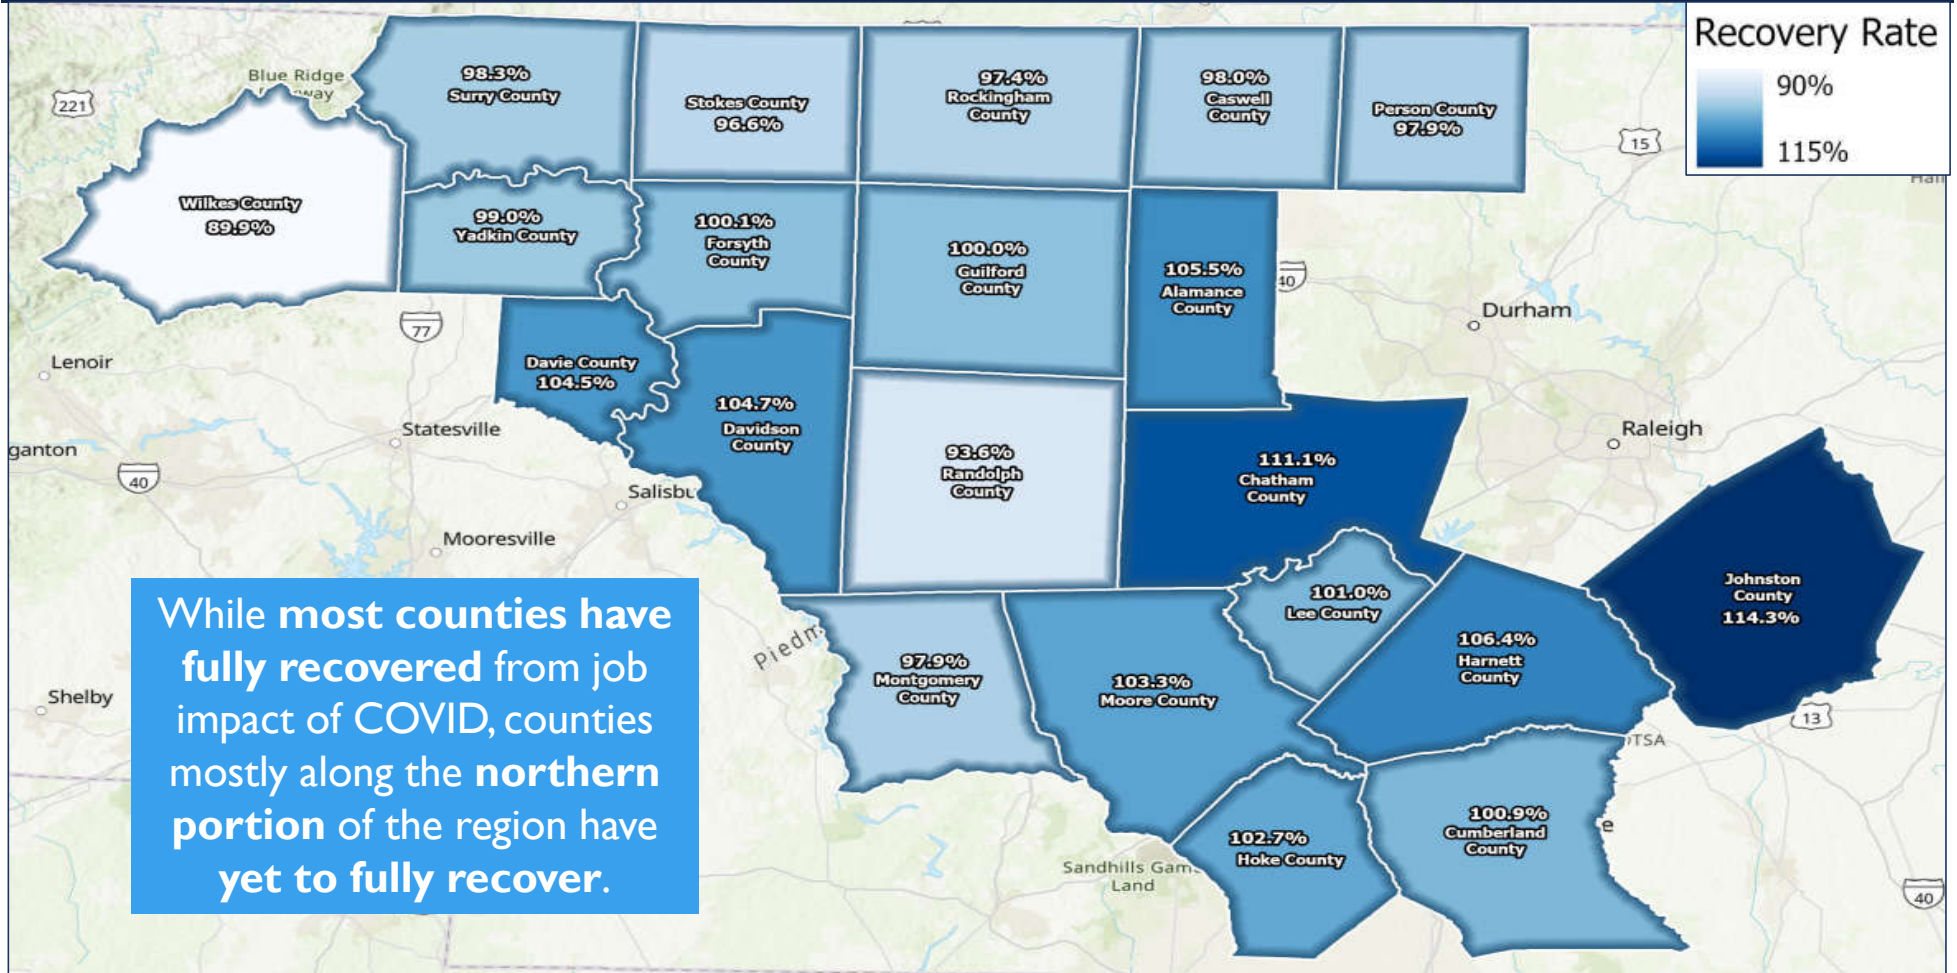 Recovery Rate
90%
115%
Blue Ridge
way
221
98.3%
Surry County
Stokes County
96.6%
97.4%
Rockingham
County
98.0%
Caswell
County
Person County
97.9%
15
Wilkes County
89.9%
99.0%
Yadkin County
100.1%
Forsyth
County
100.0%
Guilford
County
105.5%
Alamance
County
40
Durham
77
Lenoir
Davie County
104.5%
104.7%
Davidson
County
Statesville
ganton
40
93.6%
Randolph
County
111.1%
Chatham
County
Raleigh
Salisbu
Mooresville
Johnston
County
114.3%
101.0%
Lee County
106.4%
Harnett
County
Piedm
97.9%
Montgomery
County
103.3%
Moore County
Shelby
13
TSA
While most counties have
fully recovered from job
impact of COVID, counties
mostly along the northern
portion of the region have
yet to fully recover.
100.9%
Cumberland
County
e
102.7%
Hoke County
Sandhills Gam
Land
40